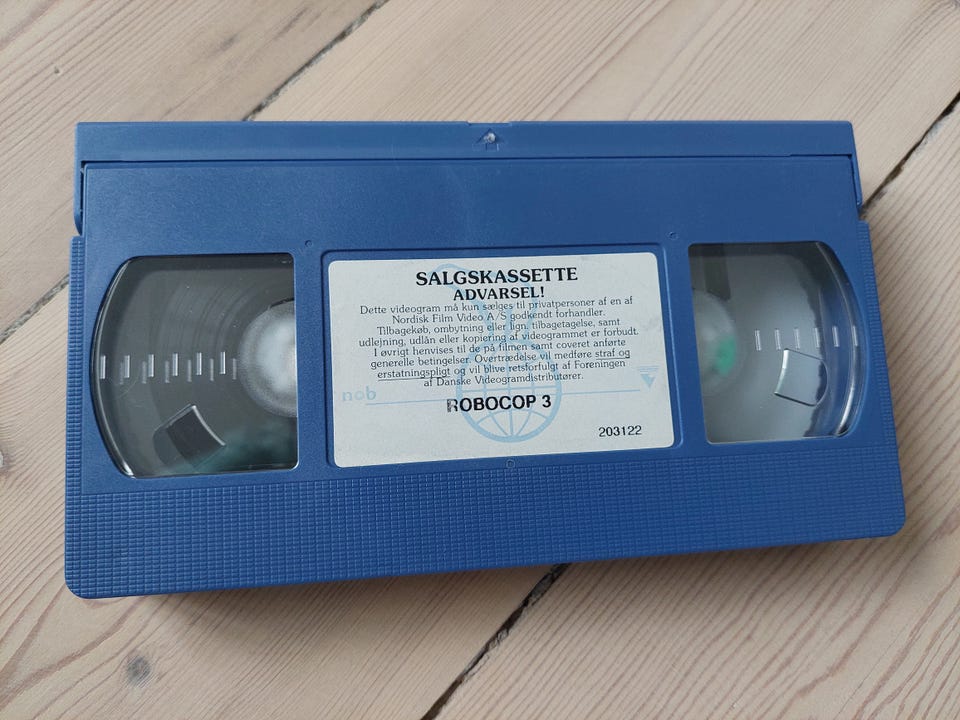 SALGSKASSETTE
ADVARSEL!
Dette videogram må kun sælges til privatpersoner af en af
Nordisk Film Video A/S godkendt forhandler.
Tilbagekøb, ombytning eller lign. tilbagetagelse, samt
udlejning, udlån eller kopiering af videogrammet er forbudt.
I øvrigt henvises til de på filmen samt coveret anførte
generelle betingelser. Overtrædelse vil medføre straf og
erstatningspligt og vil blive retsforfulgt af Foreningen
af Danske Videogramdistributører.
nob
ROBOCOP 3
203122